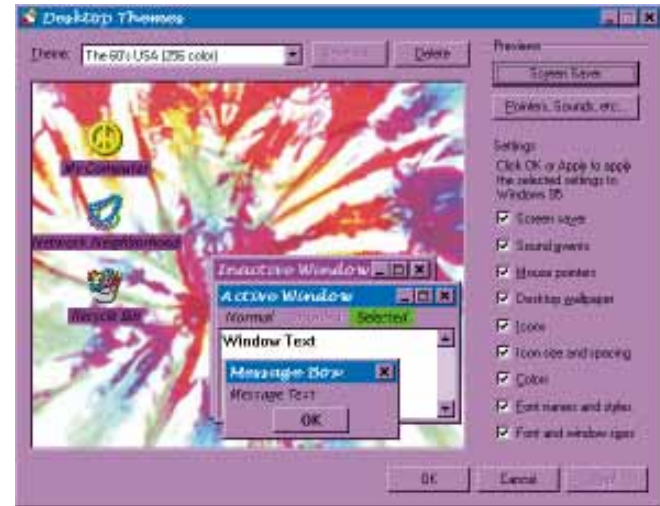 Desktop Themes
Theme: The 60's USA (256 color)
Delete
Previews
Screen Saver
Pointers, Sounds, etc...
Settings
Click OK or Apply to apply
the selected settings to
Windows 95
Screen saver
Sound events
Mouse pointers
Desktop wallpaper
Icons
Icon size and spacing
Colors
Font names and styles
Font and window sizes
My Computer
Network Neighborhood
Recycle Bin
Inactive Window
Active Window
Normal Selected
Window Text
Message Box
Message Text
OK
OK Cancel